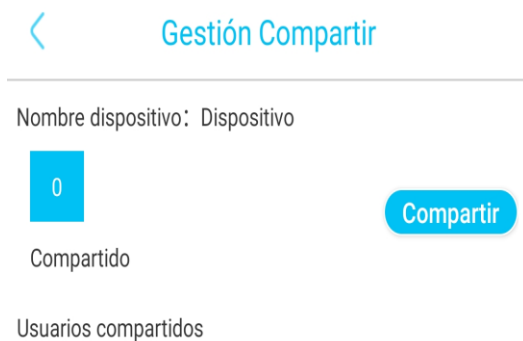 Gestión Compartir
Nombre dispositivo: Dispositivo
0
Compartir
Compartido
Usuarios compartidos